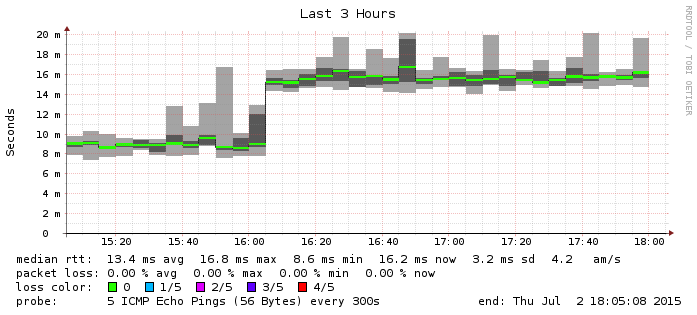 Last 3 Hours
RRDTOOL / TOBI OETIKER
Seconds
20 m
18 m
16 m
14 m
12 m
10 m
8 m
6 m
4 m
2 m
0
15:20 15:40 16:00 16:20 16:40 17:00 17:20 17:40 18:00
median rtt: 13.4 ms avg 16.8 ms max 8.6 ms min 16.2 ms now 3.2 ms sd 4.2 am/s
packet loss: 0.00 % avg 0.00 % max 0.00 % min 0.00 % now
loss color: 0 1/5 2/5 3/5 4/5
probe: 5 ICMP Echo Pings (56 Bytes) every 300s end: Thu Jul 2 18:05:08 2015